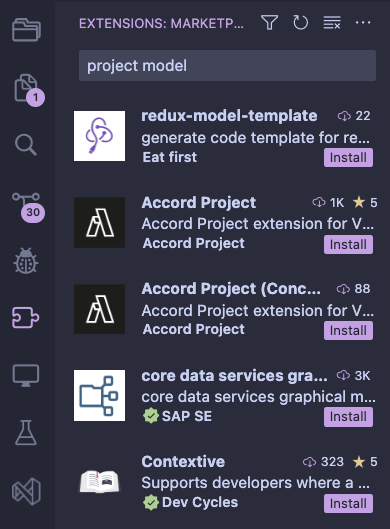 EXTENSIONS: MARKETP...
1
project model
redux-model-template 22
generate code template for re...
Eat first Install
30
Accord Project 1K 5
Accord Project extension for V...
Accord Project Install
Accord Project (Conc... 88
Accord Project extension for V...
Accord Project Install
core data services gra... 3K
core data services graphical m...
SAP SE Install
Contextive 323 5
Supports developers where a ...
Dev Cycles Install